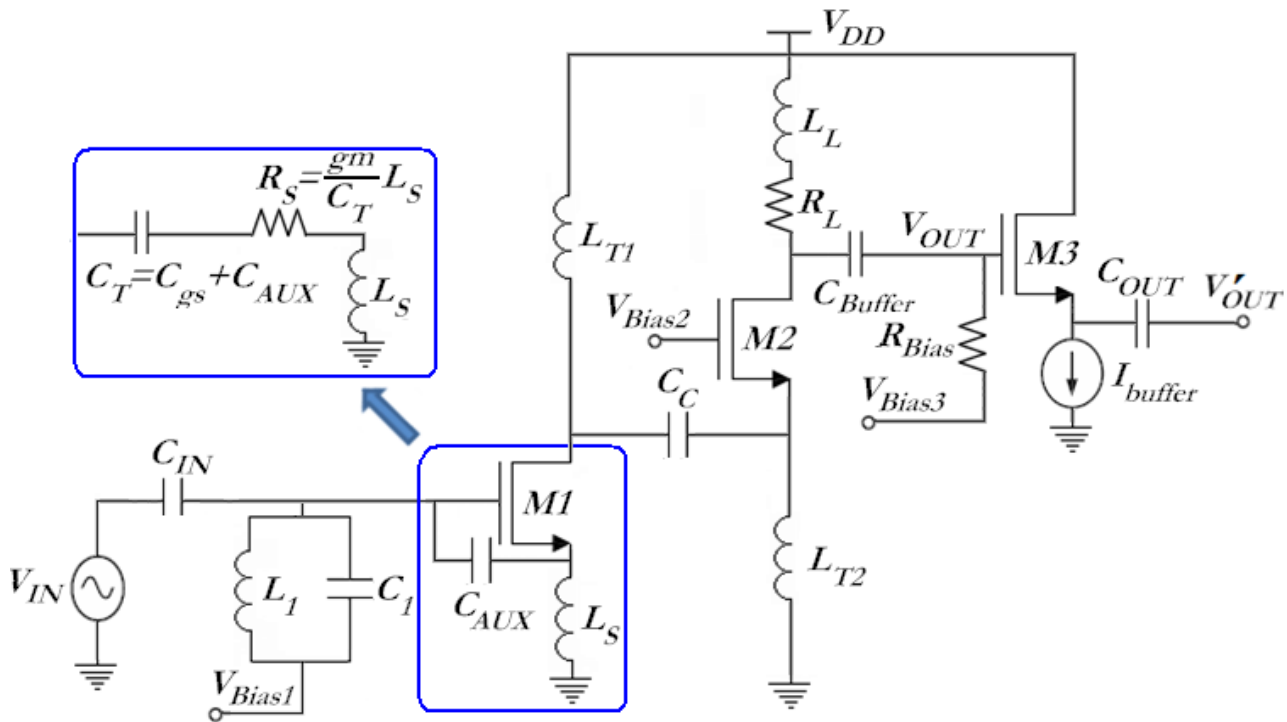 V_DD
L_L
R_S=\frac{gm}{C_T}L_S
R_L
L_T1
V_OUT
M3
C_T=C_gs+C_AUX
L_S
C_OUT
V'_OUT
C_Buffer
V_Bias2
M2
R_Bias
I_buffer
C_C
V_Bias3
C_IN
M1
L_T2
V_IN
L_1
C_1
C_AUX
L_S
V_Bias1